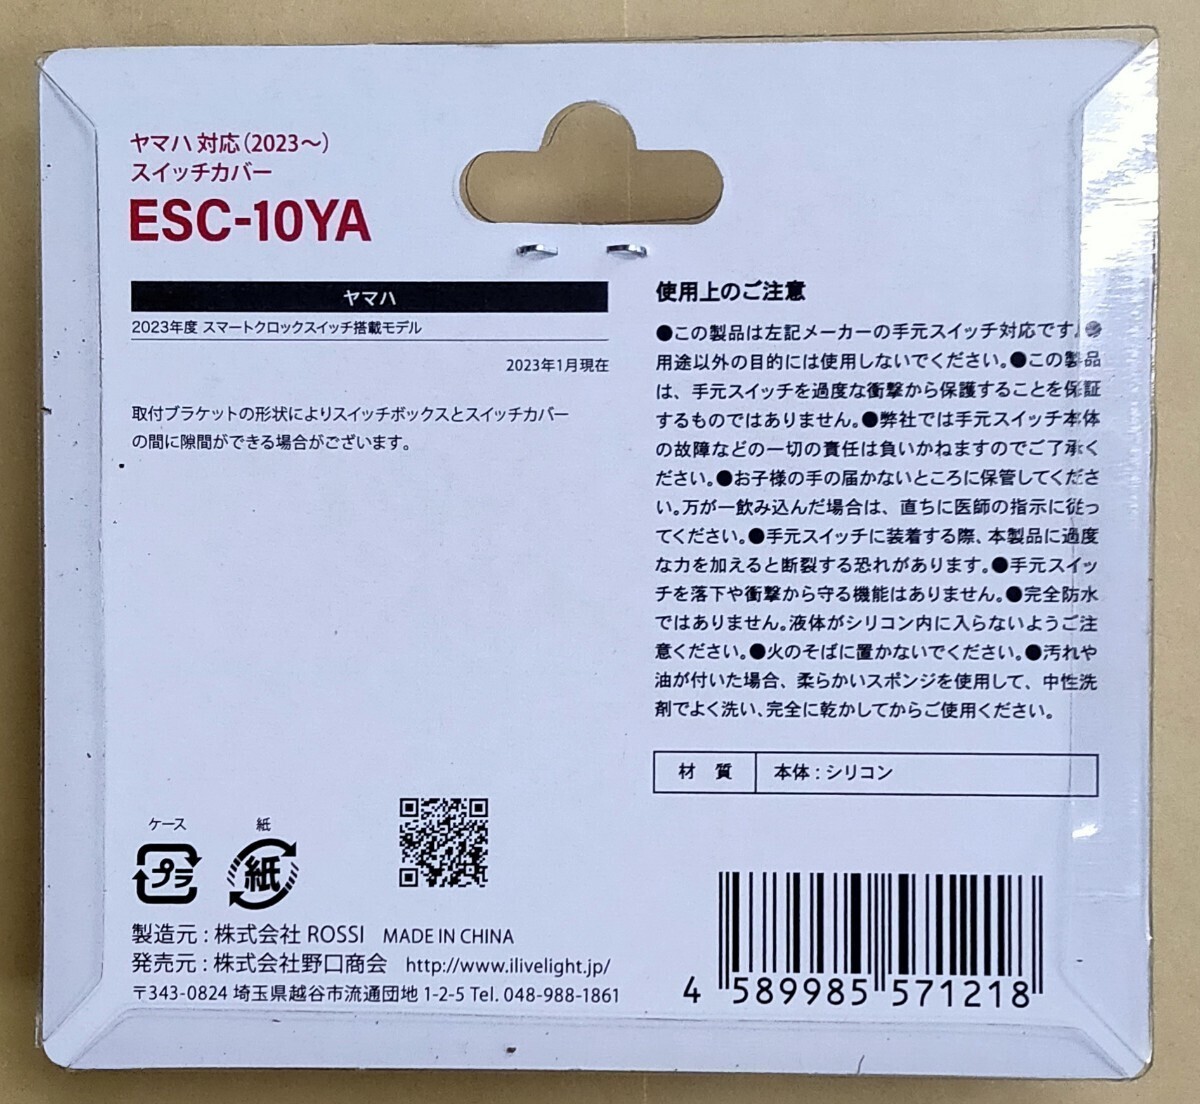 ヤマハ 対応(2023〜)
スイッチカバー
ESC-10YA
ヤマハ
2023年度 スマートクロックスイッチ搭載モデル
2023年1月現在
取付ブラケットの形状によりスイッチボックスとスイッチカバー
の間に隙間ができる場合がございます。
使用上のご注意
●この製品は左記メーカーの手元スイッチ対応です。●
用途以外の目的には使用しないでください。●この製品
は、手元スイッチを過度な衝撃から保護することを保証
するものではありません。●弊社では手元スイッチ本体
の故障などの一切の責任は負いかねますのでご了承く
ださい。●お子様の手の届かないところに保管してくださ
い。万が一飲み込んだ場合は、直ちに医師の指示に従っ
てください。●手元スイッチに装着する際、本製品に過度
な力を加えると断裂する恐れがあります。●手元スイッ
チを落下や衝撃から守る機能はありません。●完全防水
ではありません。液体がシリコン内に入らないようご注
意ください。●火のそばに置かないでください。●汚れや
油が付いた場合、柔らかいスポンジを使用して、中性洗
剤でよく洗い、完全に乾かしてからご使用ください。
材 質 本体:シリコン
ケース 紙
プラ 紙
製造元:株式会社 ROSSI MADE IN CHINA
発売元:株式会社野口商会 http://www.ilivelight.jp/
〒343-0824 埼玉県越谷市流通団地 1-2-5 Tel. 048-988-1861
4 589985 571218